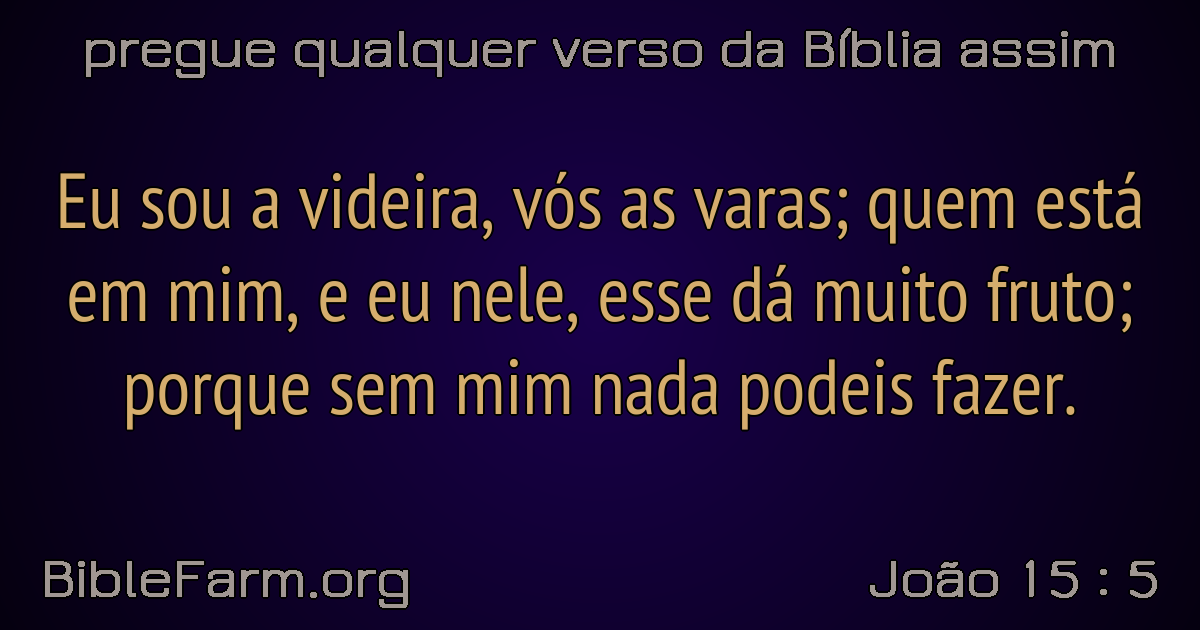 pregue qualquer verso da Bíblia assim
Eu sou a videira, vós as varas; quem está
em mim, e eu nele, esse dá muito fruto;
porque sem mim nada podeis fazer.
BibleFarm.org
João 15 : 5